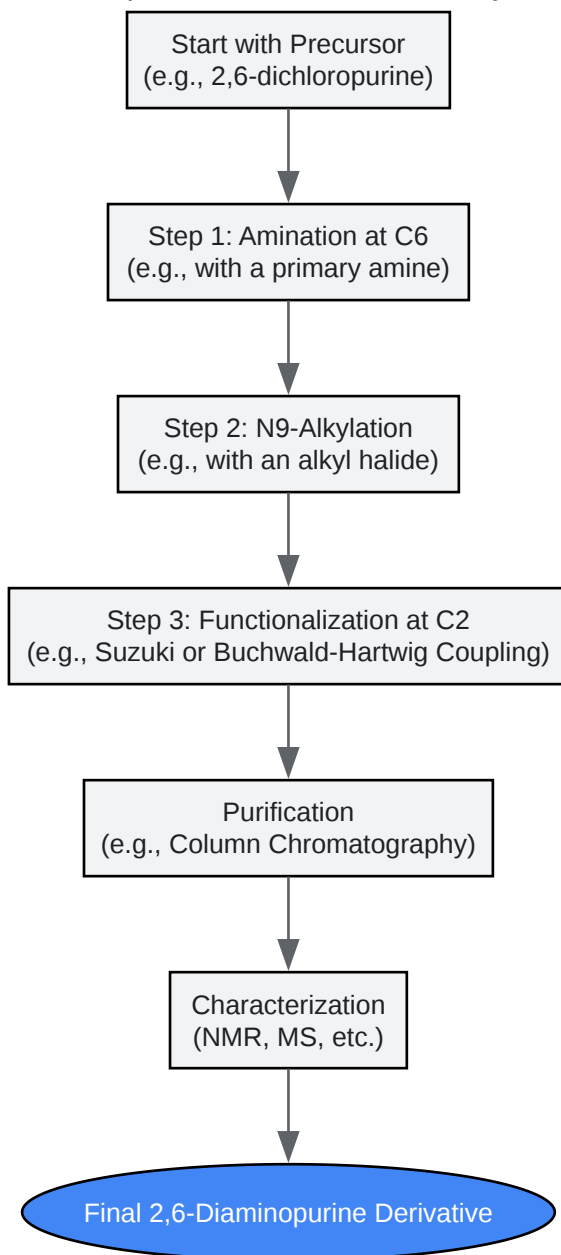 Start with Precursor
(e.g., 2,6-dichloropurine)
Step 1: Amination at C6
(e.g., with a primary amine)
Step 2: N9-Alkylation
(e.g., with an alkyl halide)
Step 3: Functionalization at C2
(e.g., Suzuki or Buchwald-Hartwig Coupling)
Purification
(e.g., Column Chromatography)
Characterization
(NMR, MS, etc.)
Final 2,6-Diaminopurine Derivative